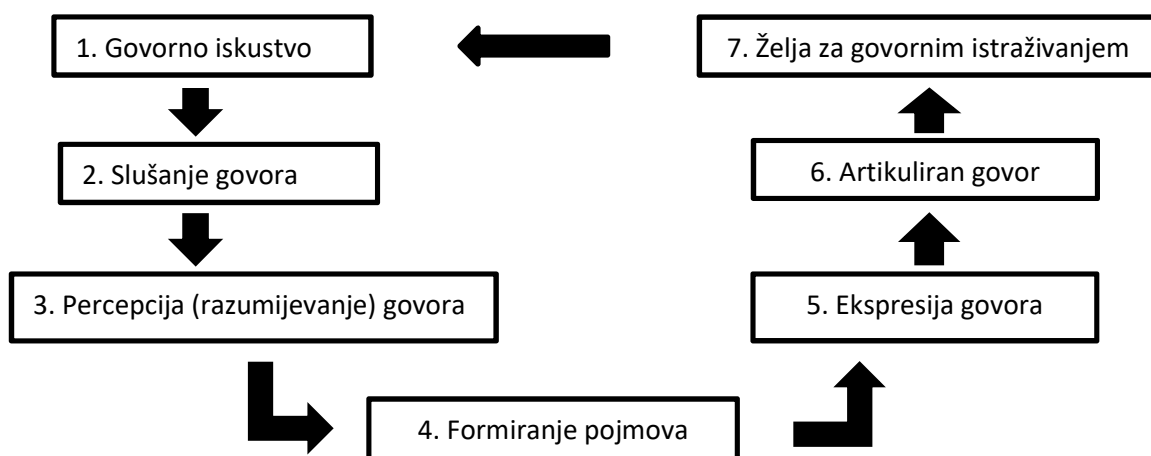 1. Govorno iskustvo
7. Želja za govornim istraživanjem
2. Slušanje govora
6. Artikuliran govor
3. Percepcija (razumijevanje) govora
5. Ekspresija govora
4. Formiranje pojmova